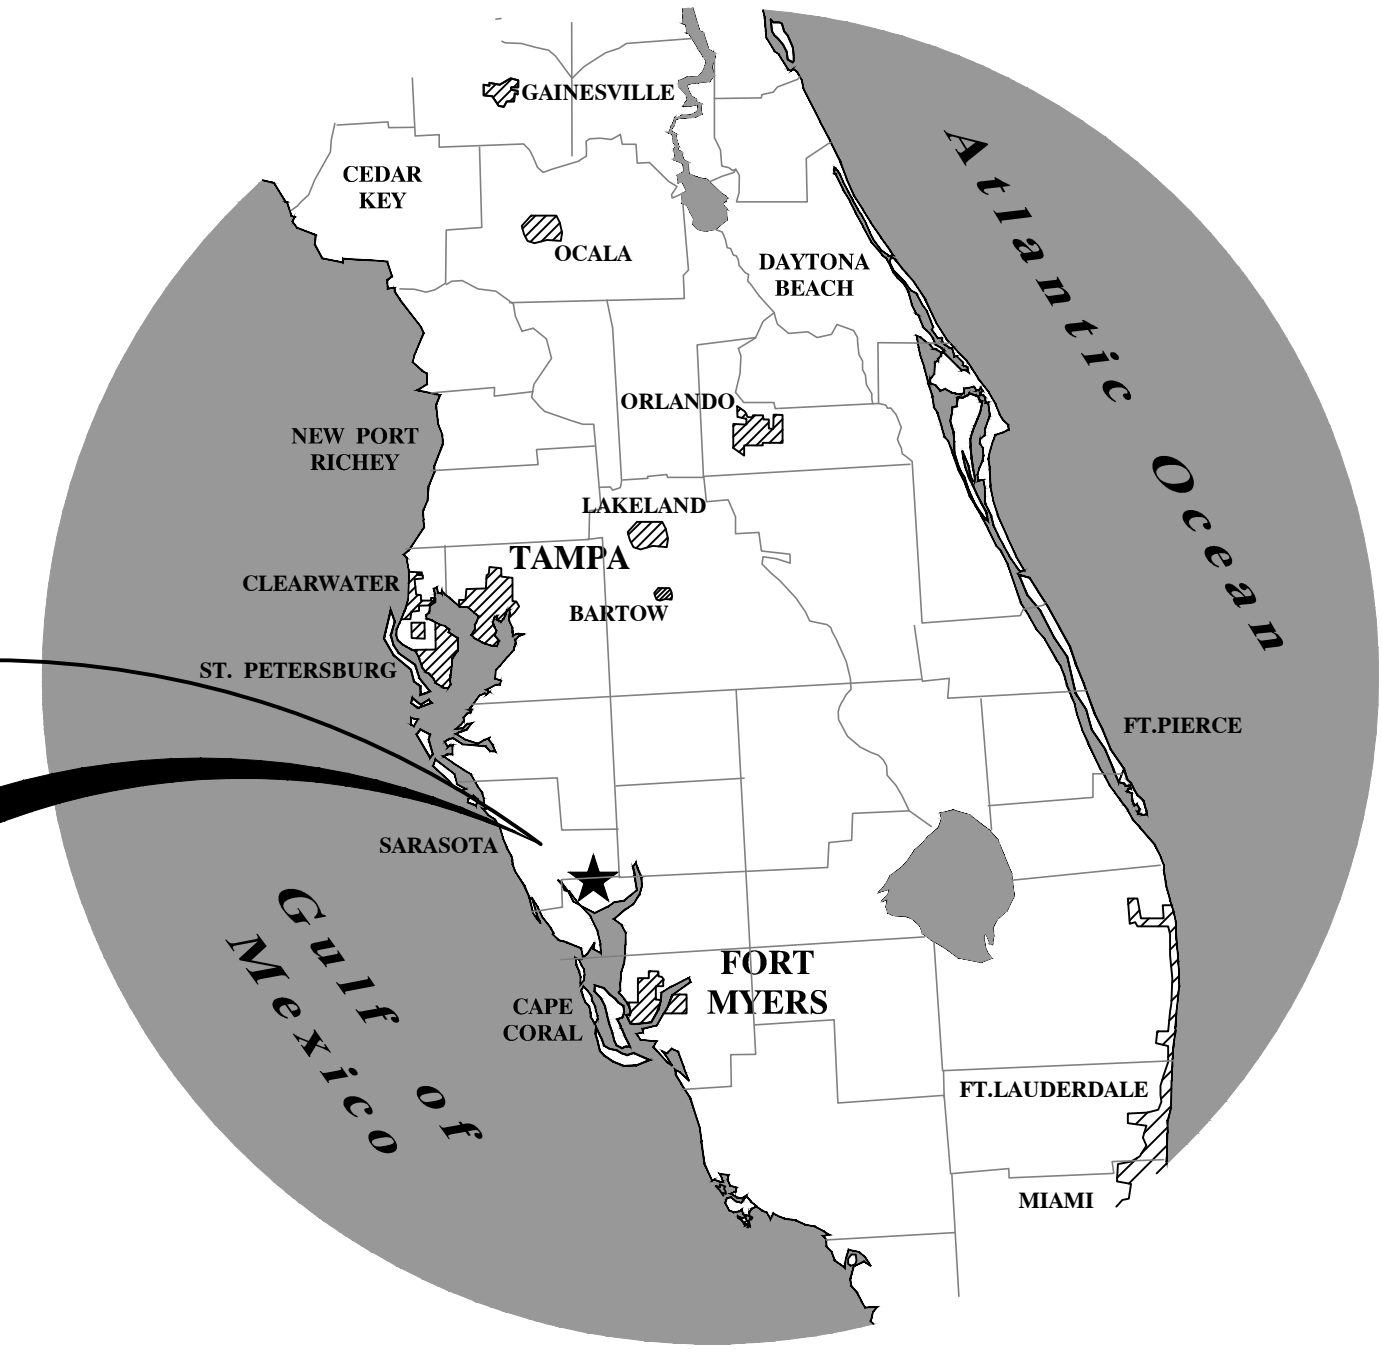 GAINESVILLE
CEDAR
KEY
OCALA
DAYTONA
BEACH
Atlantic Ocean
ORLANDO
NEW PORT
RICHEY
LAKELAND
TAMPA
CLEARWATER
BARTOW
ST. PETERSBURG
FT.PIERCE
SARASOTA
Gulf of
Mexico
FORT
MYERS
CAPE
CORAL
FT.LAUDERDALE
MIAMI